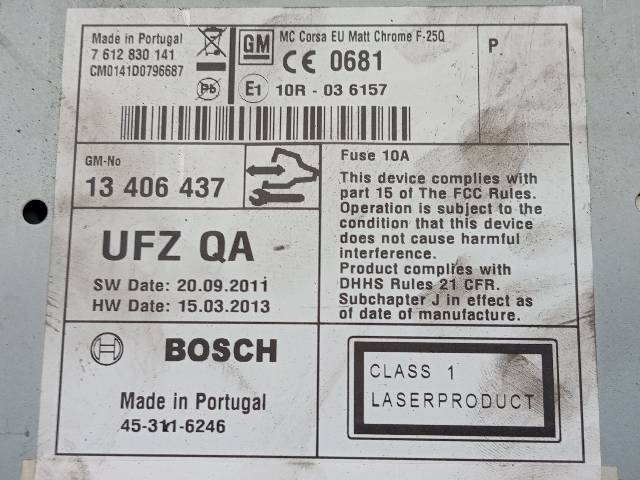 Made in Portugal
7 612 830 141
CM0141D0796687
Pb
GM
MC Corsa EU Matt Chrome F-25Q
CE 0681
E1 10R - 03 6157
P.
GM-No
13 406 437
UFZ QA
SW Date: 20.09.2011
HW Date: 15.03.2013
Fuse 10A
This device complies with
part 15 of The FCC Rules.
Operation is subject to the
condition that this device
does not cause harmful
interference.
Product complies with
DHHS Rules 21 CFR.
Subchapter J in effect as
of date of manufacture.
BOSCH
Made in Portugal
45-311-6246
CLASS 1
LASERPRODUCT